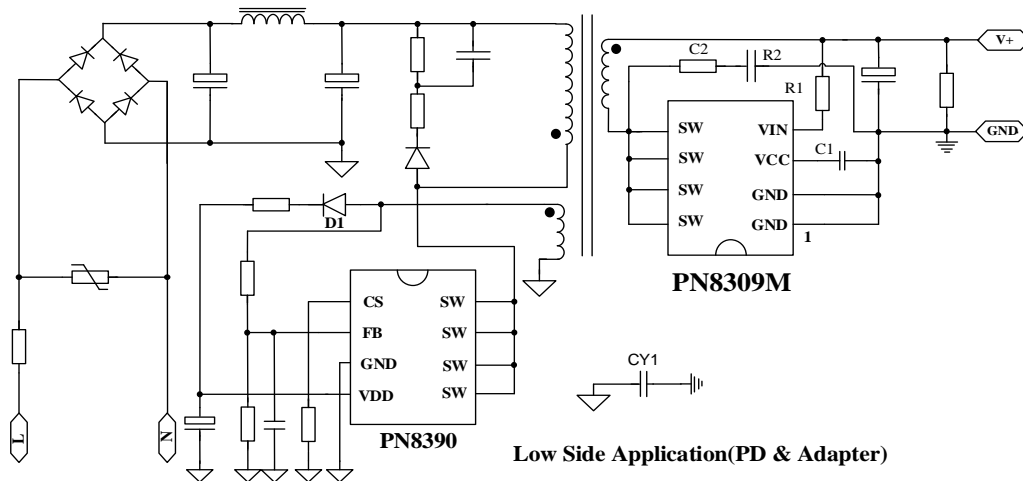 V+
C2
R2
R1
GND
SW
VIN
SW
VCC
C1
SW
GND
SW
GND
1
PN8309M
D1
CS
SW
FB
SW
GND
SW
VDD
SW
PN8390
CY1
L
N
Low Side Application(PD & Adapter)